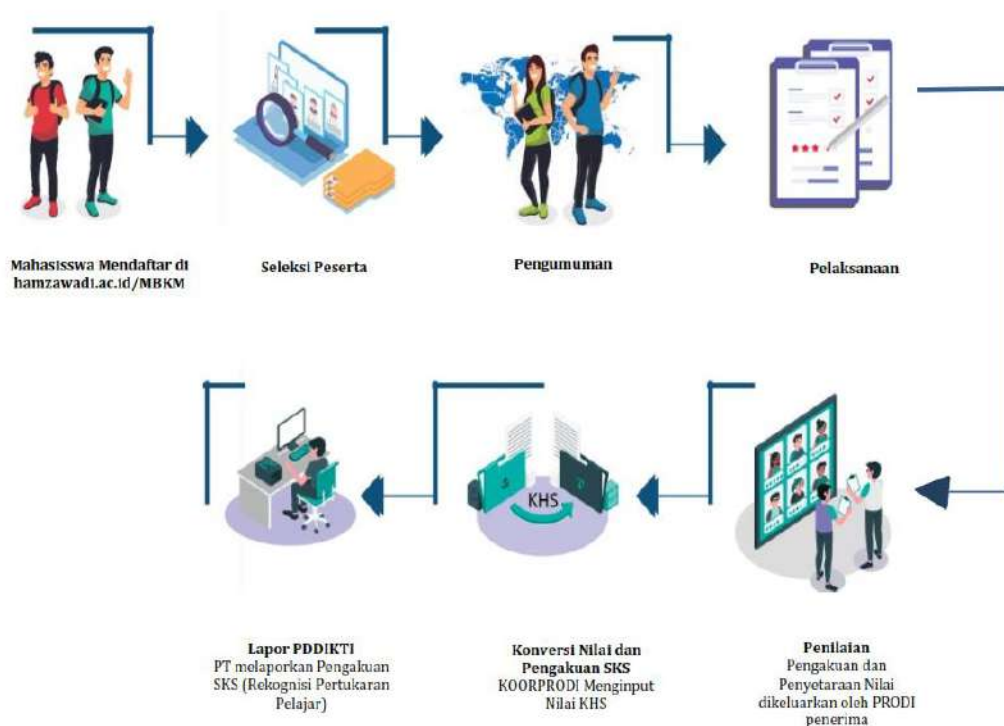 Mahasisswa Mendaftar di
hamzawadi.ac.id/MBKM
Seleksi Peserta
Pengumuman
Pelaksanaan
KHS
Lapor PDDIKTI
PT melaporkan Pengakuan
SKS (Rekognisi Pertukaran
Pelajar)
Konversi Nilai dan
Pengakuan SKS
KOORPRODI Menginput
Nilai KHS
Penilaian
Pengakuan dan
Penyetaraan Nilai
dikeluarkan oleh PRODI
penerima